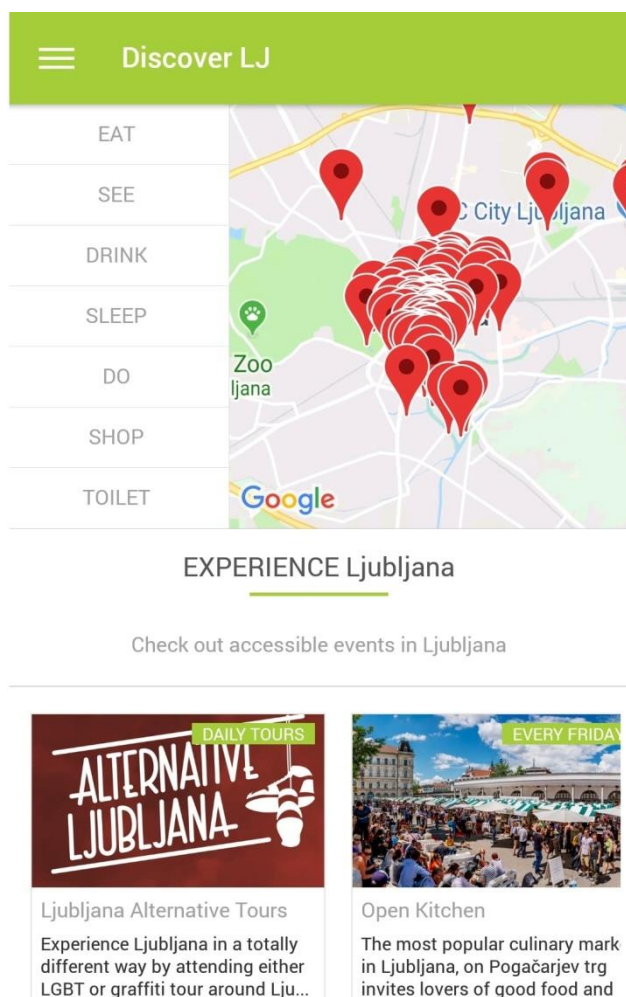 Discover LJ
EAT
SEE
DRINK
SLEEP
DO
SHOP
TOILET
City Ljubljana
Zoo
ljana
Google
EXPERIENCE Ljubljana
Check out accessible events in Ljubljana
DAILY TOURS
ALTERNATIVE
LJUBLJANA
EVERY FRIDAY
Ljubljana Alternative Tours
Experience Ljubljana in a totally
different way by attending either
LGBT or graffiti tour around Lju...
Open Kitchen
The most popular culinary mark
in Ljubljana, on Pogačarjev trg
invites lovers of good food and